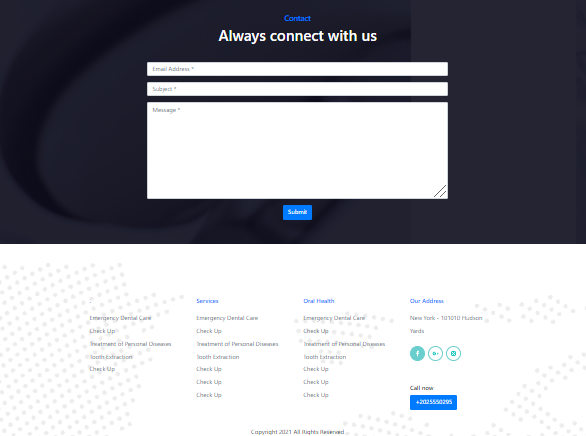 Contact
Always connect with us
Email Address *
Subject *
Message *
Submit
Emergency Dental Care
Check Up
Treatment of Personal Diseases
Tooth Extraction
Check Up
Services
Emergency Dental Care
Check Up
Treatment of Personal Diseases
Tooth Extraction
Check Up
Check Up
Check Up
Oral Health
Emergency Dental Care
Check Up
Treatment of Personal Diseases
Tooth Extraction
Check Up
Check Up
Check Up
Our Address
New York - 101010 Hudson
Yards
Call now
+2025550295
Copyright 2021 All Rights Reserved